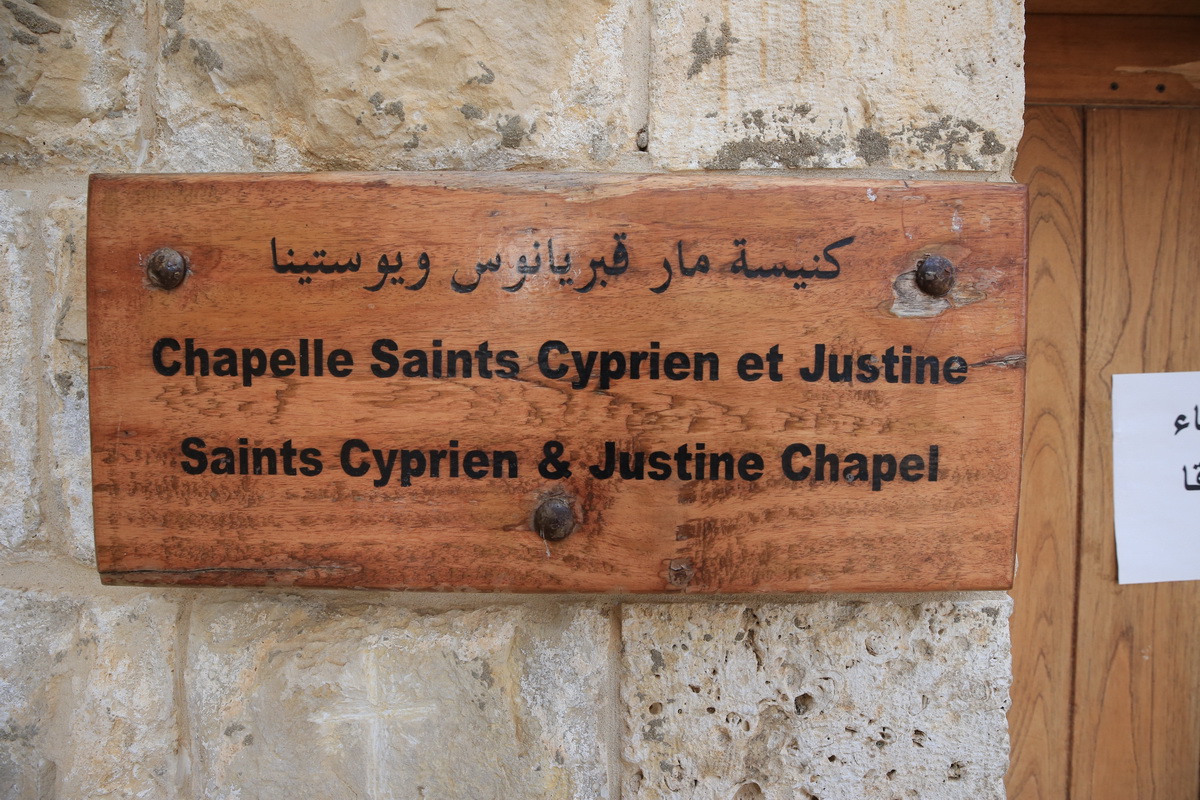 كنيسة مار قبريانوس ويوستينا
Chapelle Saints Cyprien et Justine
Saints Cyprien & Justine Chapel